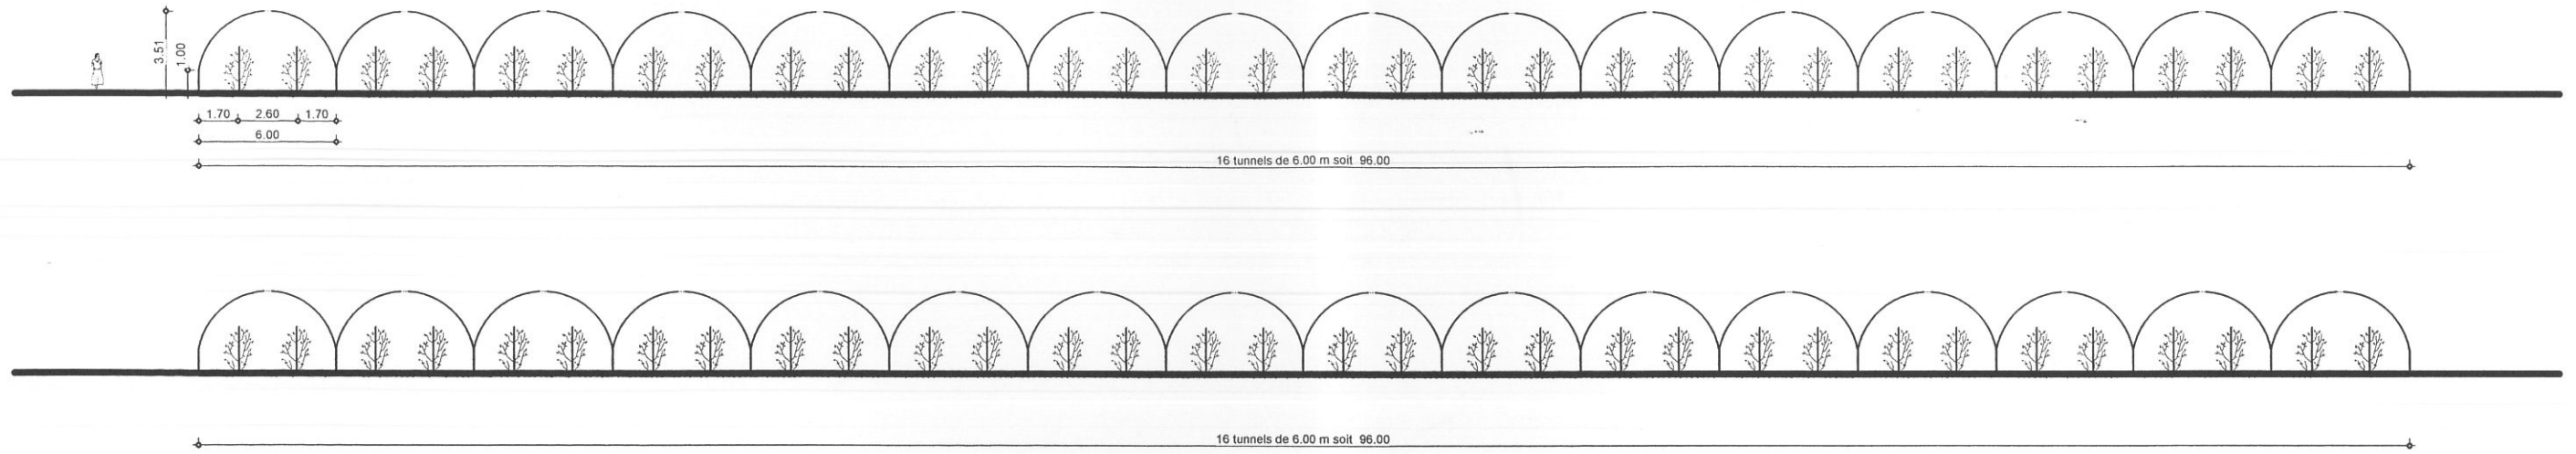 3.51
1.00
1.70 2.60 1.70
6.00
16 tunnels de 6.00 m soit 96.00
16 tunnels de 6.00 m soit 96.00